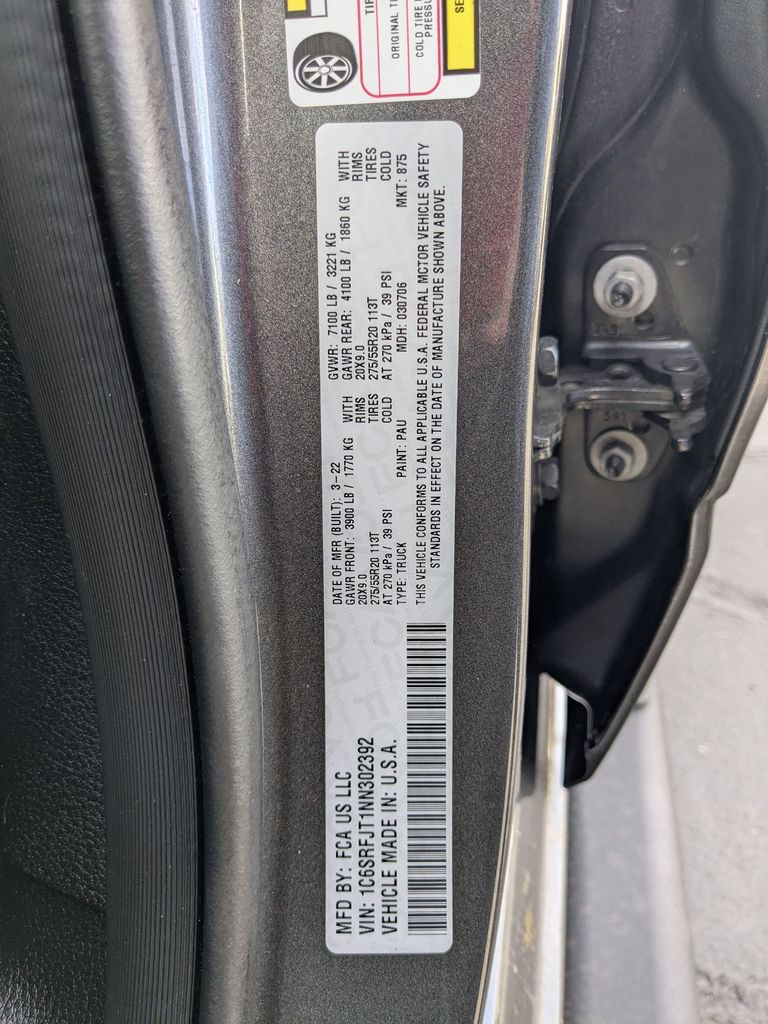 TIR
ORIGINAL TI
COLD TIRE
PRESSU
SE
MFD BY: FCA US LLC
VIN: 1C6SRFJT1NN302392
VEHICLE MADE IN: U.S.A.
DATE OF MFR (BUILT): 3-22 GVWR: 7100 LB / 3221 KG
GAWR FRONT: 3900 LB / 1770 KG WITH GAWR REAR: 4100 LB / 1860 KG WITH
20X9.0 RIMS 20X9.0 RIMS
275/55R20 113T TIRES 275/55R20 113T TIRES
AT 270 kPa / 39 PSI COLD AT 270 kPa / 39 PSI COLD
TYPE: TRUCK PAINT: PAU MDH: 030706 MKT: 875
THIS VEHICLE CONFORMS TO ALL APPLICABLE U.S.A. FEDERAL MOTOR VEHICLE SAFETY
STANDARDS IN EFFECT ON THE DATE OF MANUFACTURE SHOWN ABOVE.